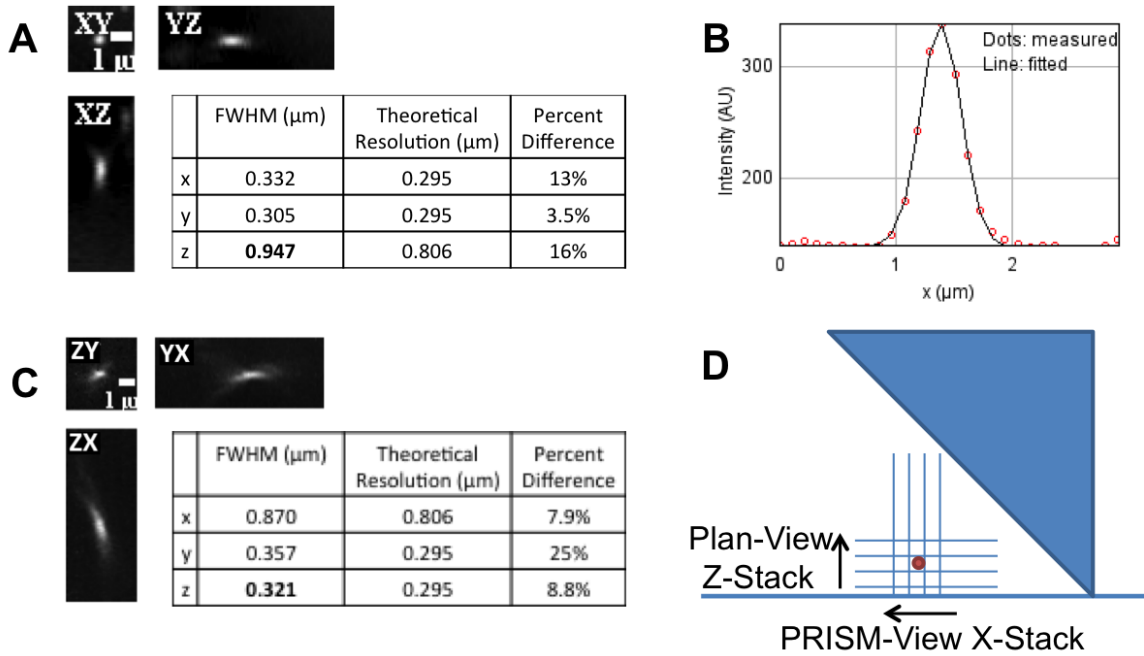 A
XY
1 µ
YZ
XZ
FWHM (µm) Theoretical Resolution (µm) Percent Difference
x 0.332 0.295 13%
y 0.305 0.295 3.5%
z 0.947 0.806 16%
B
Dots: measured
Line: fitted
Intensity (AU)
300
200
0 1 2
x (µm)
C
ZY
1 µ
YX
ZX
FWHM (µm) Theoretical Resolution (µm) Percent Difference
x 0.870 0.806 7.9%
y 0.357 0.295 25%
z 0.321 0.295 8.8%
D
Plan-View
Z-Stack
PRISM-View X-Stack